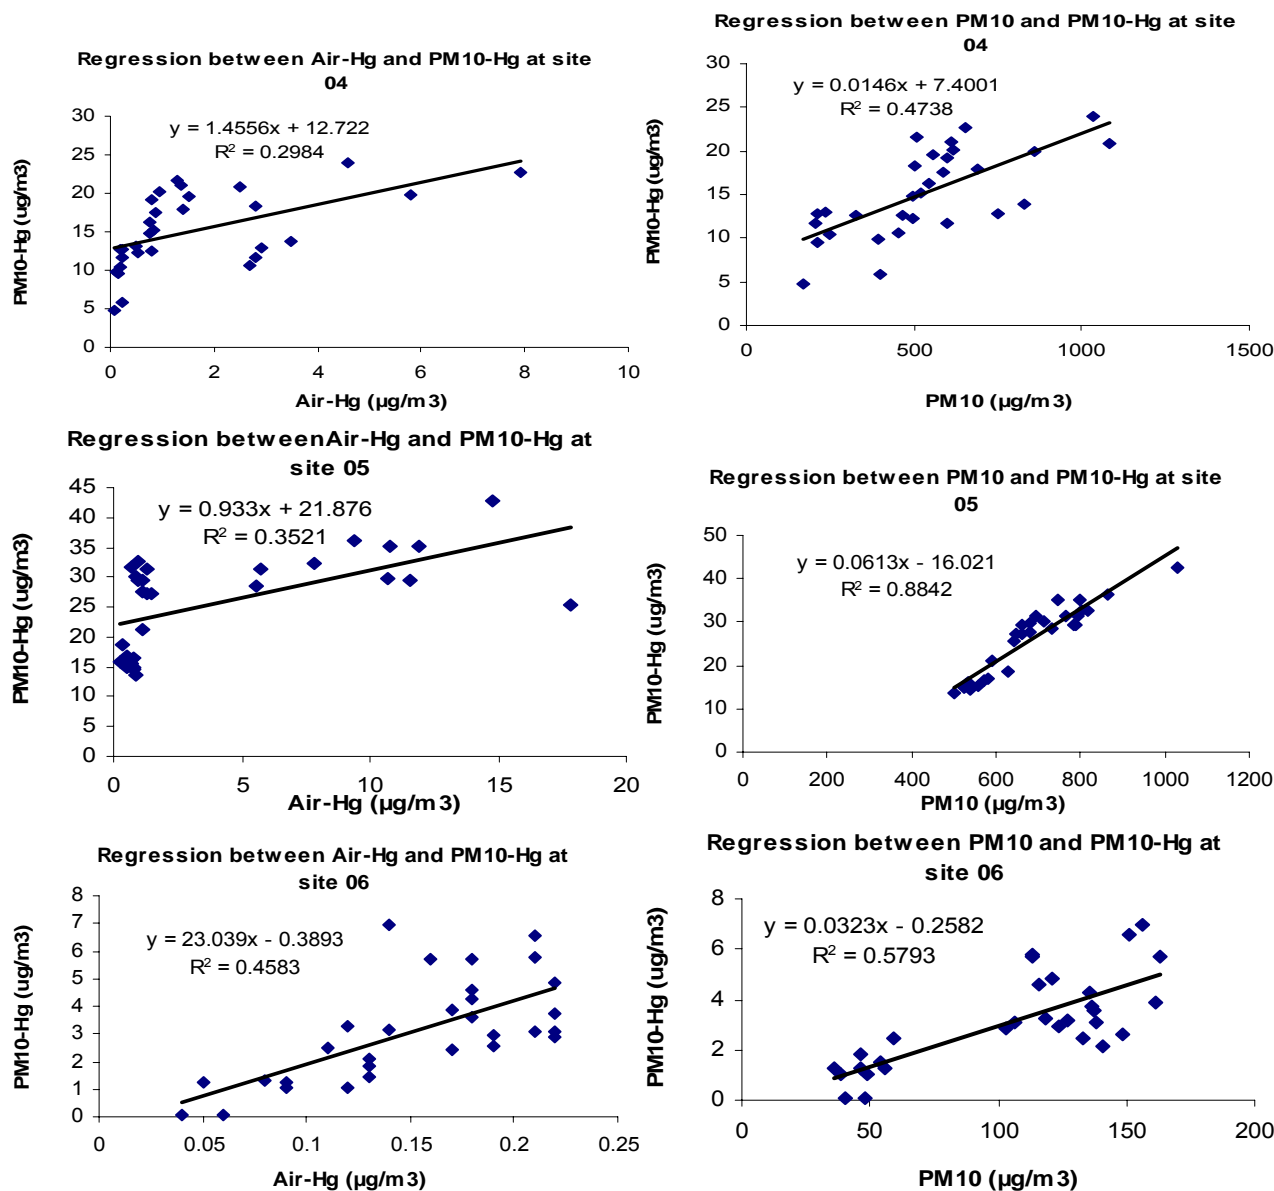 Regression between Air-Hg and PM10-Hg at site
04
y = 1.4556x + 12.722
R² = 0.2984
PM10-Hg (ug/m3)
30
25
20
15
10
5
0
0 2 4 6 8 10
Air-Hg (µg/m3)
Regression between PM10 and PM10-Hg at site
04
y = 0.0146x + 7.4001
R² = 0.4738
PM10-Hg (ug/m3)
30
25
20
15
10
5
0
0 500 1000 1500
PM10 (µg/m3)
Regression betweenAir-Hg and PM10-Hg at
site 05
y = 0.933x + 21.876
R² = 0.3521
PM10-Hg (ug/m3)
45
40
35
30
25
20
15
10
5
0
0 5 10 15 20
Air-Hg (µg/m3)
Regression between PM10 and PM10-Hg at site
05
y = 0.0613x - 16.021
R² = 0.8842
PM10-Hg (ug/m3)
50
40
30
20
10
0
0 200 400 600 800 1000 1200
PM10 (µg/m3)
Regression between Air-Hg and PM10-Hg at
site 06
y = 23.039x - 0.3893
R² = 0.4583
PM10-Hg (ug/m3)
8
7
6
5
4
3
2
1
0
0 0.05 0.1 0.15 0.2 0.25
Air-Hg (µg/m3)
Regression between PM10 and PM10-Hg at
site 06
y = 0.0323x - 0.2582
R² = 0.5793
PM10-Hg (ug/m3)
8
6
4
2
0
0 50 100 150 200
PM10 (µg/m3)